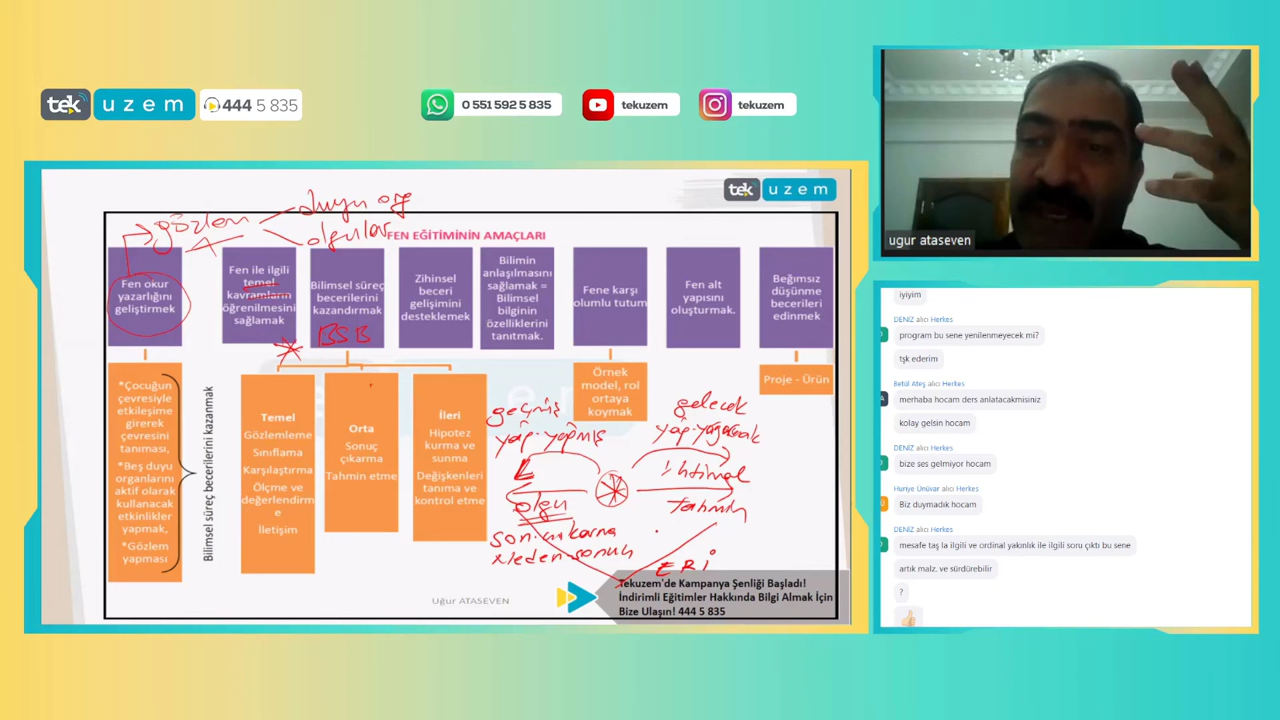 tek uzem 444 5 835
0 551 592 5 835
tekuzem
tekuzem
tek uzem
gözlem
duyu org
olgular
FEN EĞİTİMİNİN AMAÇLARI
Fen okur
yazarlığını
geliştirmek
Fen ile ilgili
temel
kavramların
öğrenilmesini
sağlamak
Bilimsel süreç
becerilerini
kazandırmak
BSB
Zihinsel
beceri
gelişimini
desteklemek
Bilimin
anlaşılmasını
sağlamak =
Bilimsel
bilginin
özelliklerini
tanıtmak.
Fene karşı
olumlu tutum
Fen alt
yapısını
oluşturmak.
Beğımsız
düşünme
becerileri
edinmek
*Çocuğun
çevresiyle
etkileşime
girerek
çevresini
tanıması,
*Beş duyu
organlarını
aktif olarak
kullanacak
etkinlikler
yapmak,
*Gözlem
yapması
Bilimsel süreç becerilerini kazanmak
Temel
Gözlemleme
Sınıflama
Karşılaştırma
Ölçme ve
değerlendirm
e
İletişim
Orta
Sonuç
çıkarma
Tahmin etme
İleri
Hipotez
kurma ve
sunma
Değişkenleri
tanıma ve
kontrol etme
Örnek
model, rol
ortaya
koymak
Proje - Ürün
geçmiş
yap-yapmış
olgu
son. çıkarma
neden-sonuç
gelecek
ihtimal
Tahmin
Uğur ATASEVEN
Tekuzem'de Kampanya Şenliği Başladı!
İndirimli Eğitimler Hakkında Bilgi Almak İçin
Bize Ulaşın! 444 5 835
ugur ataseven
iyiyim
DENİZ alıcı Herkes
program bu sene yenilenmeyecek mi?
tşk ederim
Betül Ateş alıcı Herkes
merhaba hocam ders anlatacakmisiniz
kolay gelsin hocam
DENİZ alıcı Herkes
bize ses gelmiyor hocam
Huriye Ünüvar alıcı Herkes
Biz duymadık hocam
DENİZ alıcı Herkes
mesafe taş la ilgili ve ordinal yakınlık ile ilgili soru çıktı bu sene
artık malz. ve sürdürebilir
?